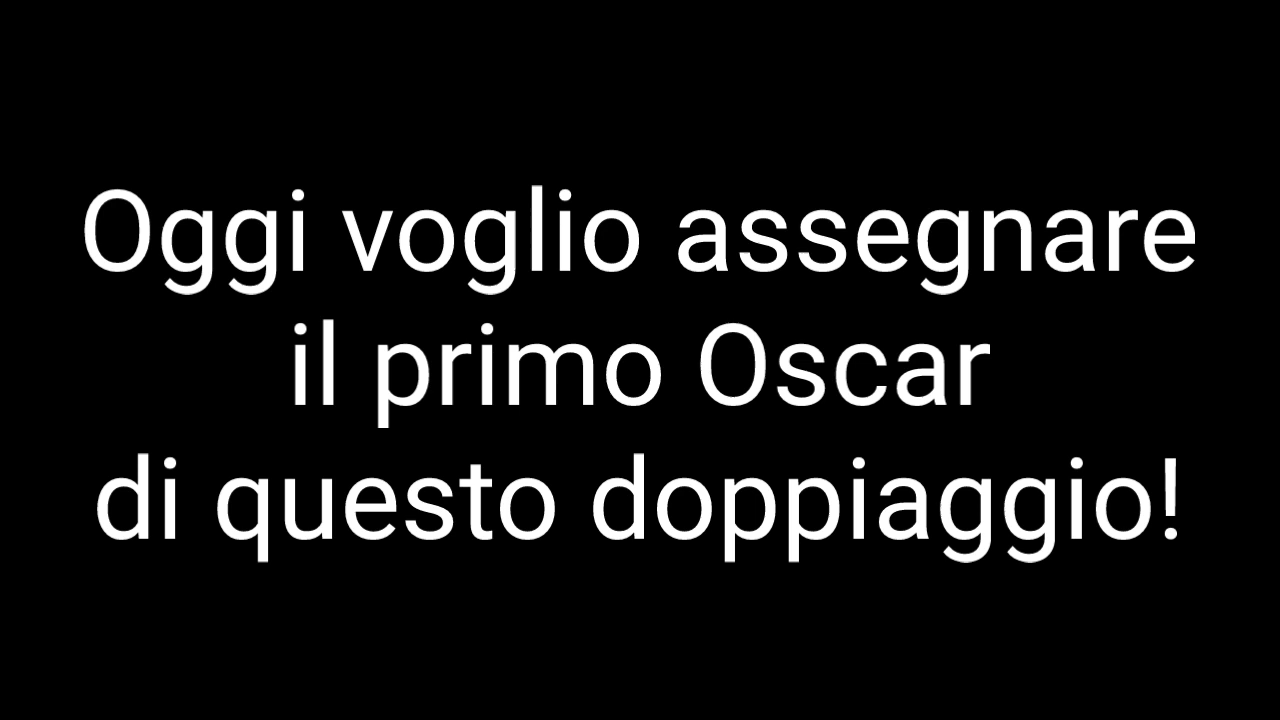 Oggi voglio assegnare
il primo Oscar
di questo doppiaggio!